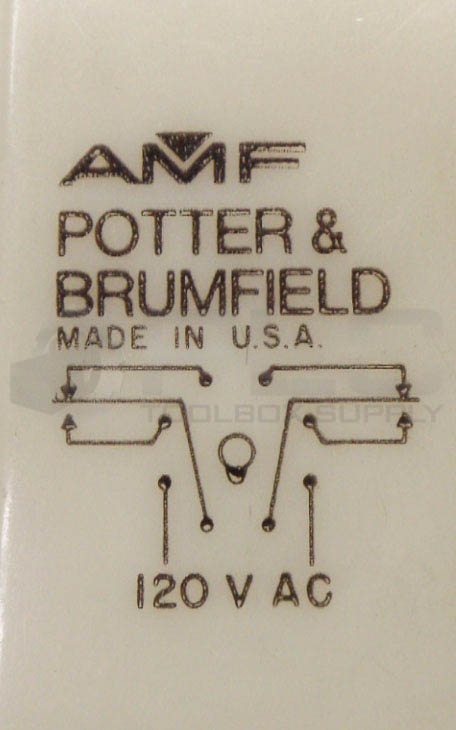 AMF
POTTER &
BRUMFIELD
MADE IN U.S.A.
TOOLBOX SUPPLY
120 V AC